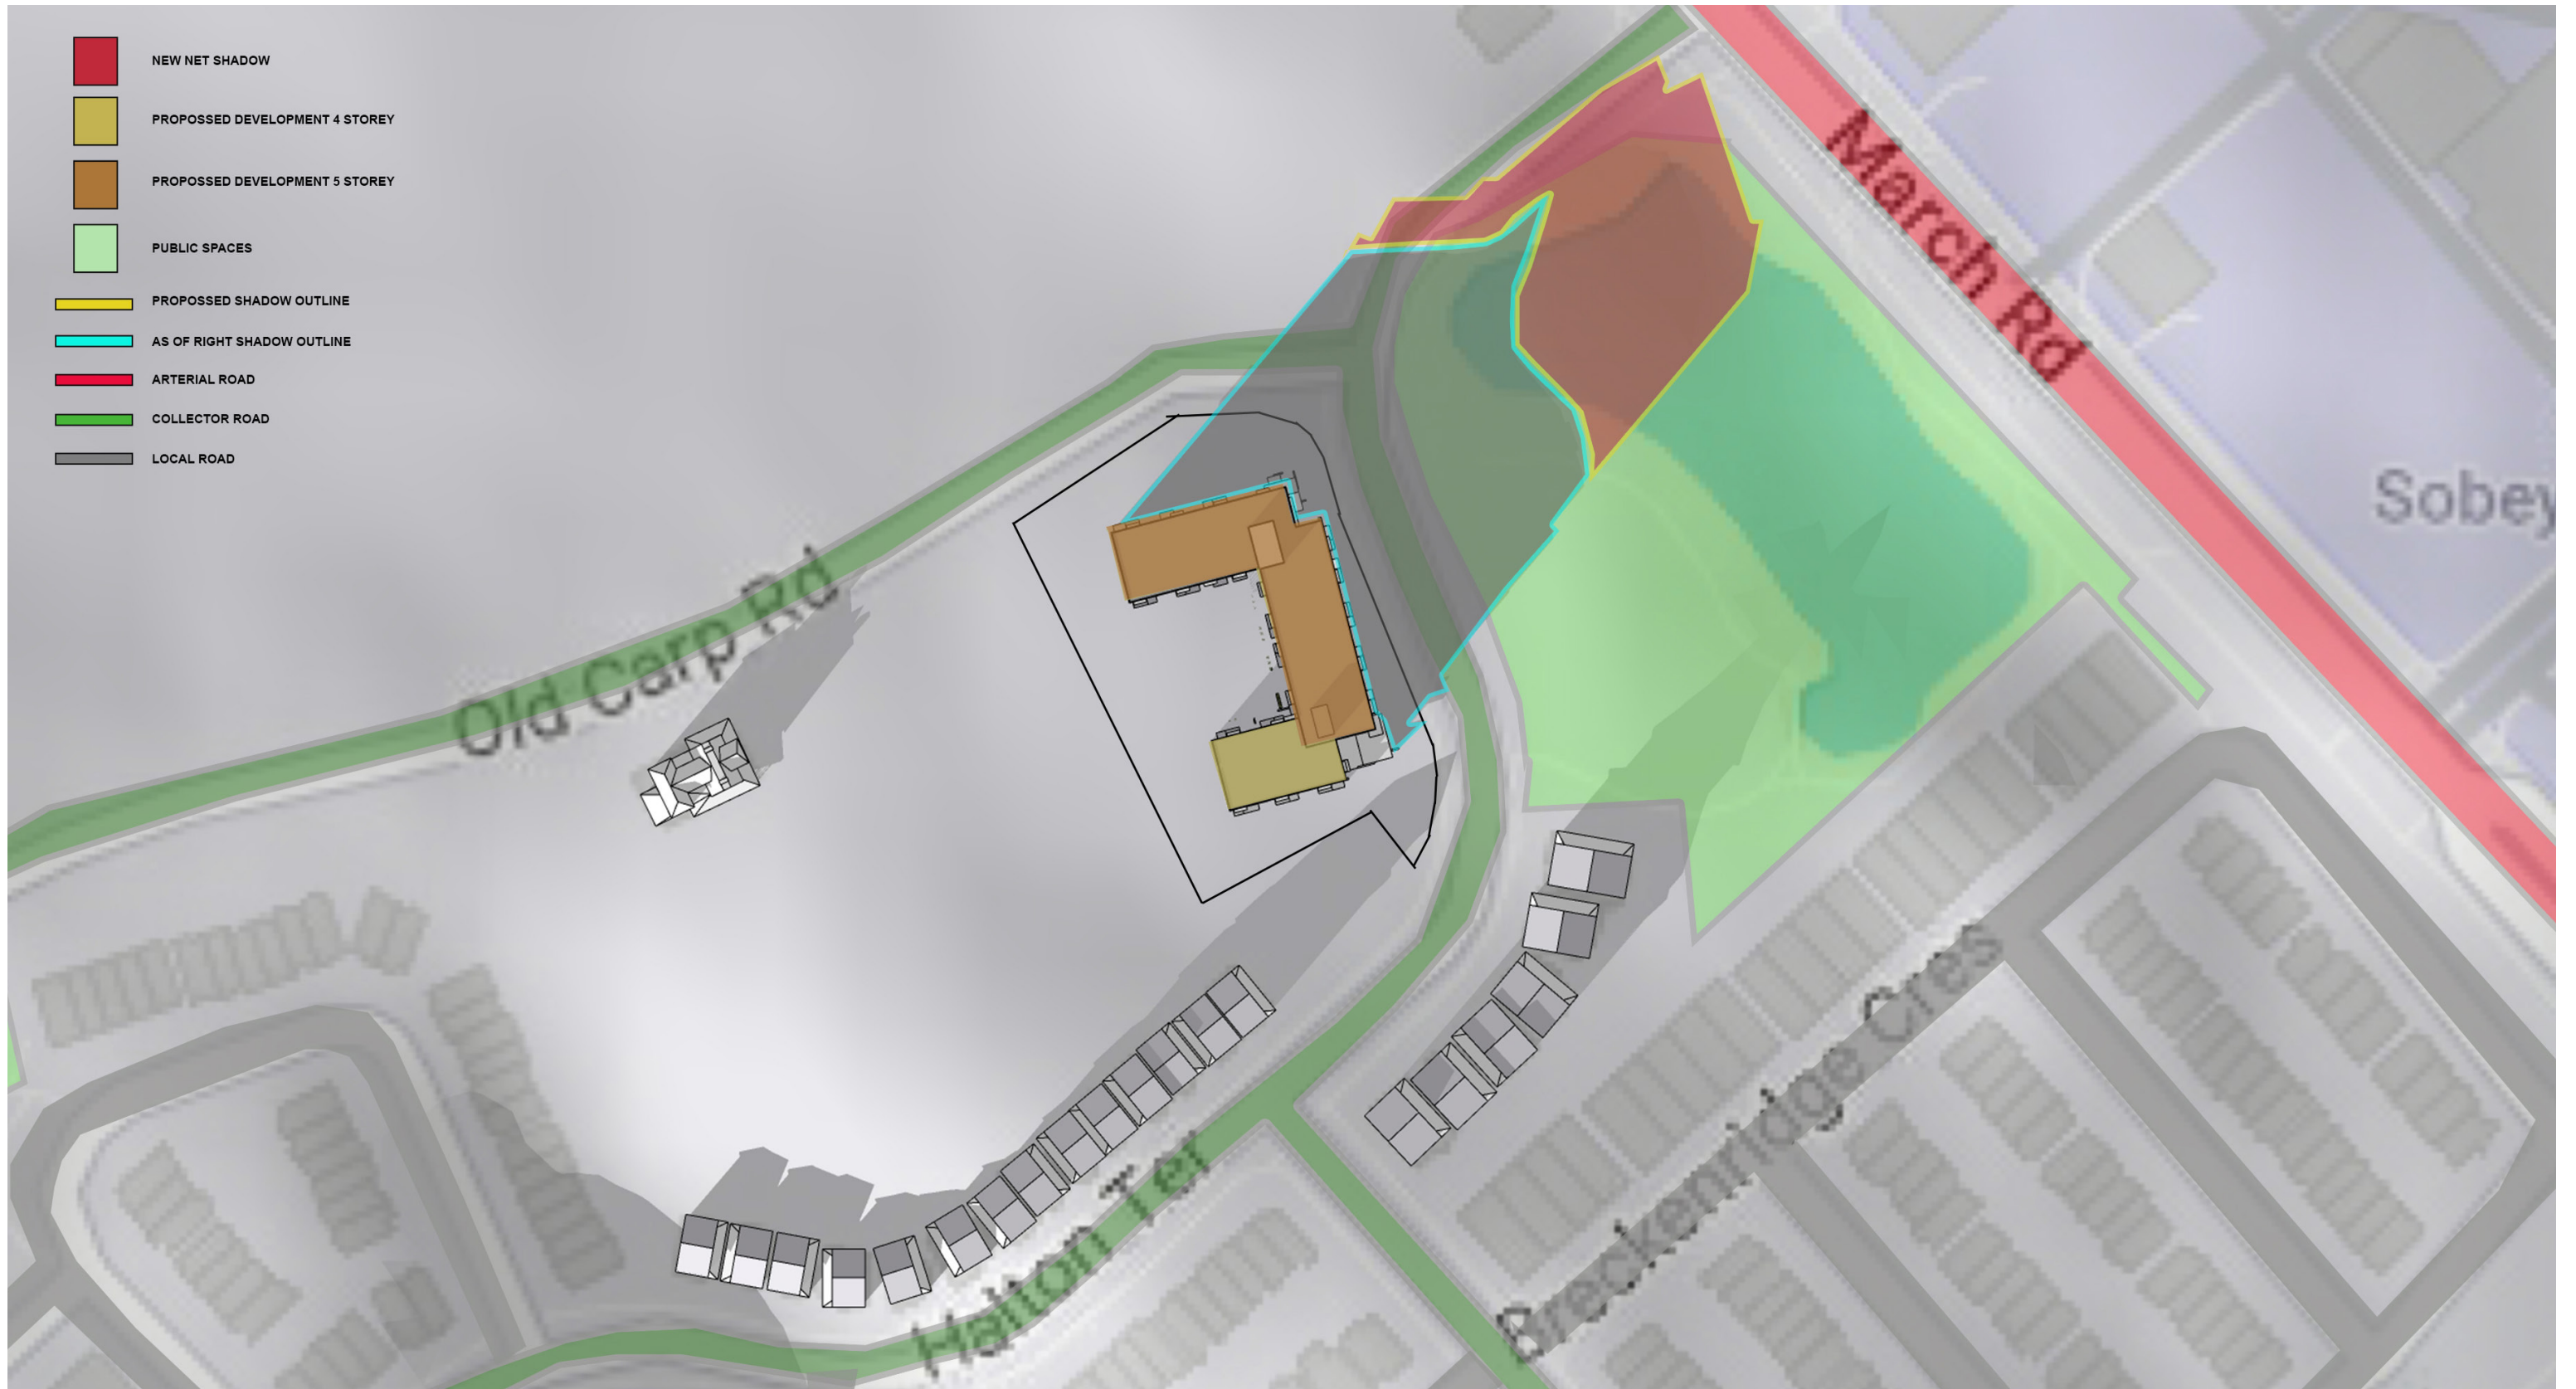 NEW NET SHADOW
PROPOSSED DEVELOPMENT 4 STOREY
PROPOSSED DEVELOPMENT 5 STOREY
PUBLIC SPACES
PROPOSSED SHADOW OUTLINE
AS OF RIGHT SHADOW OUTLINE
ARTERIAL ROAD
COLLECTOR ROAD
LOCAL ROAD
March Rd
Sobey
Old Carp Rd
Halton Ter
Breckenridge Cres